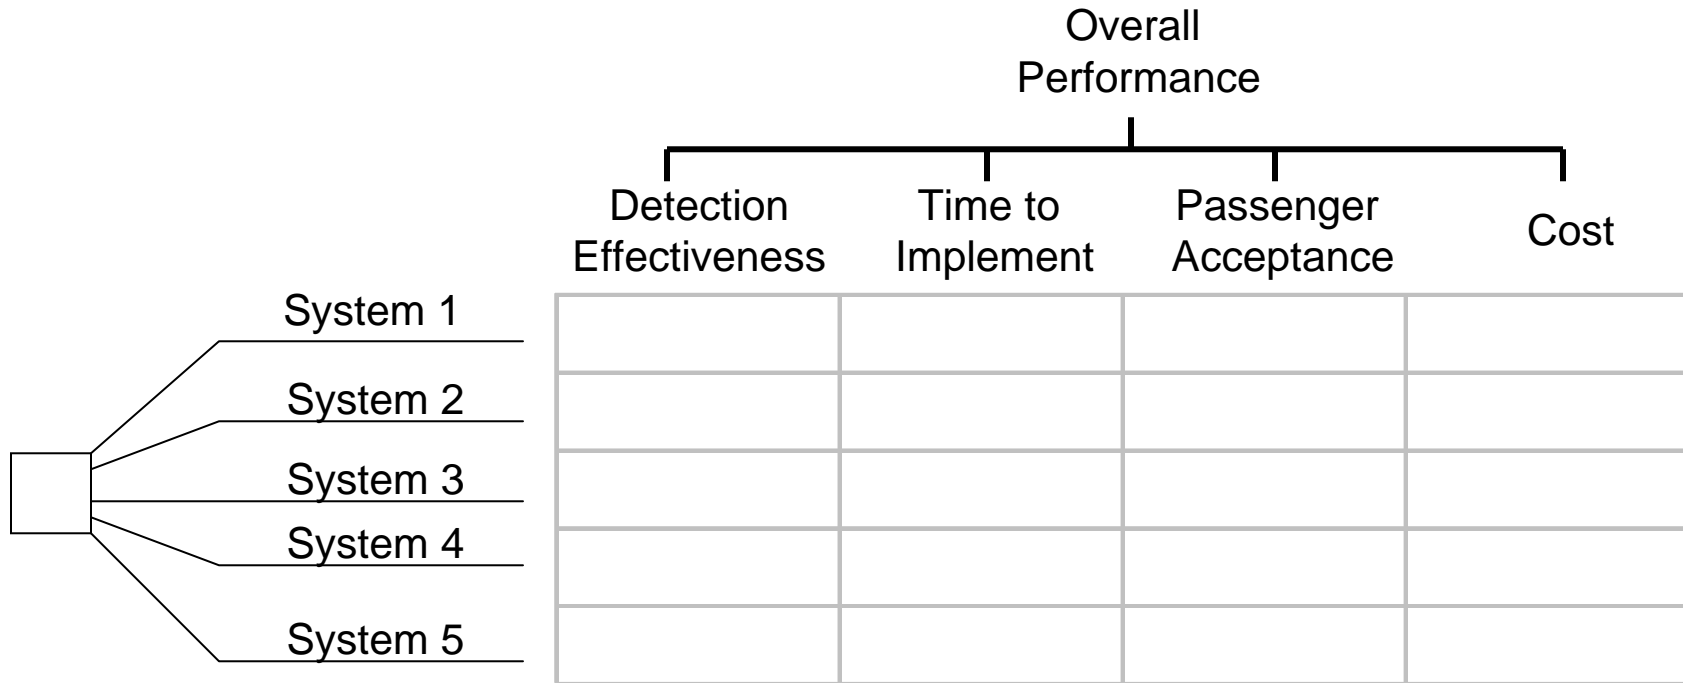 Overall
Performance
Detection
Effectiveness
Time to
Implement
Passenger
Acceptance
Cost
System 1
System 2
System 3
System 4
System 5